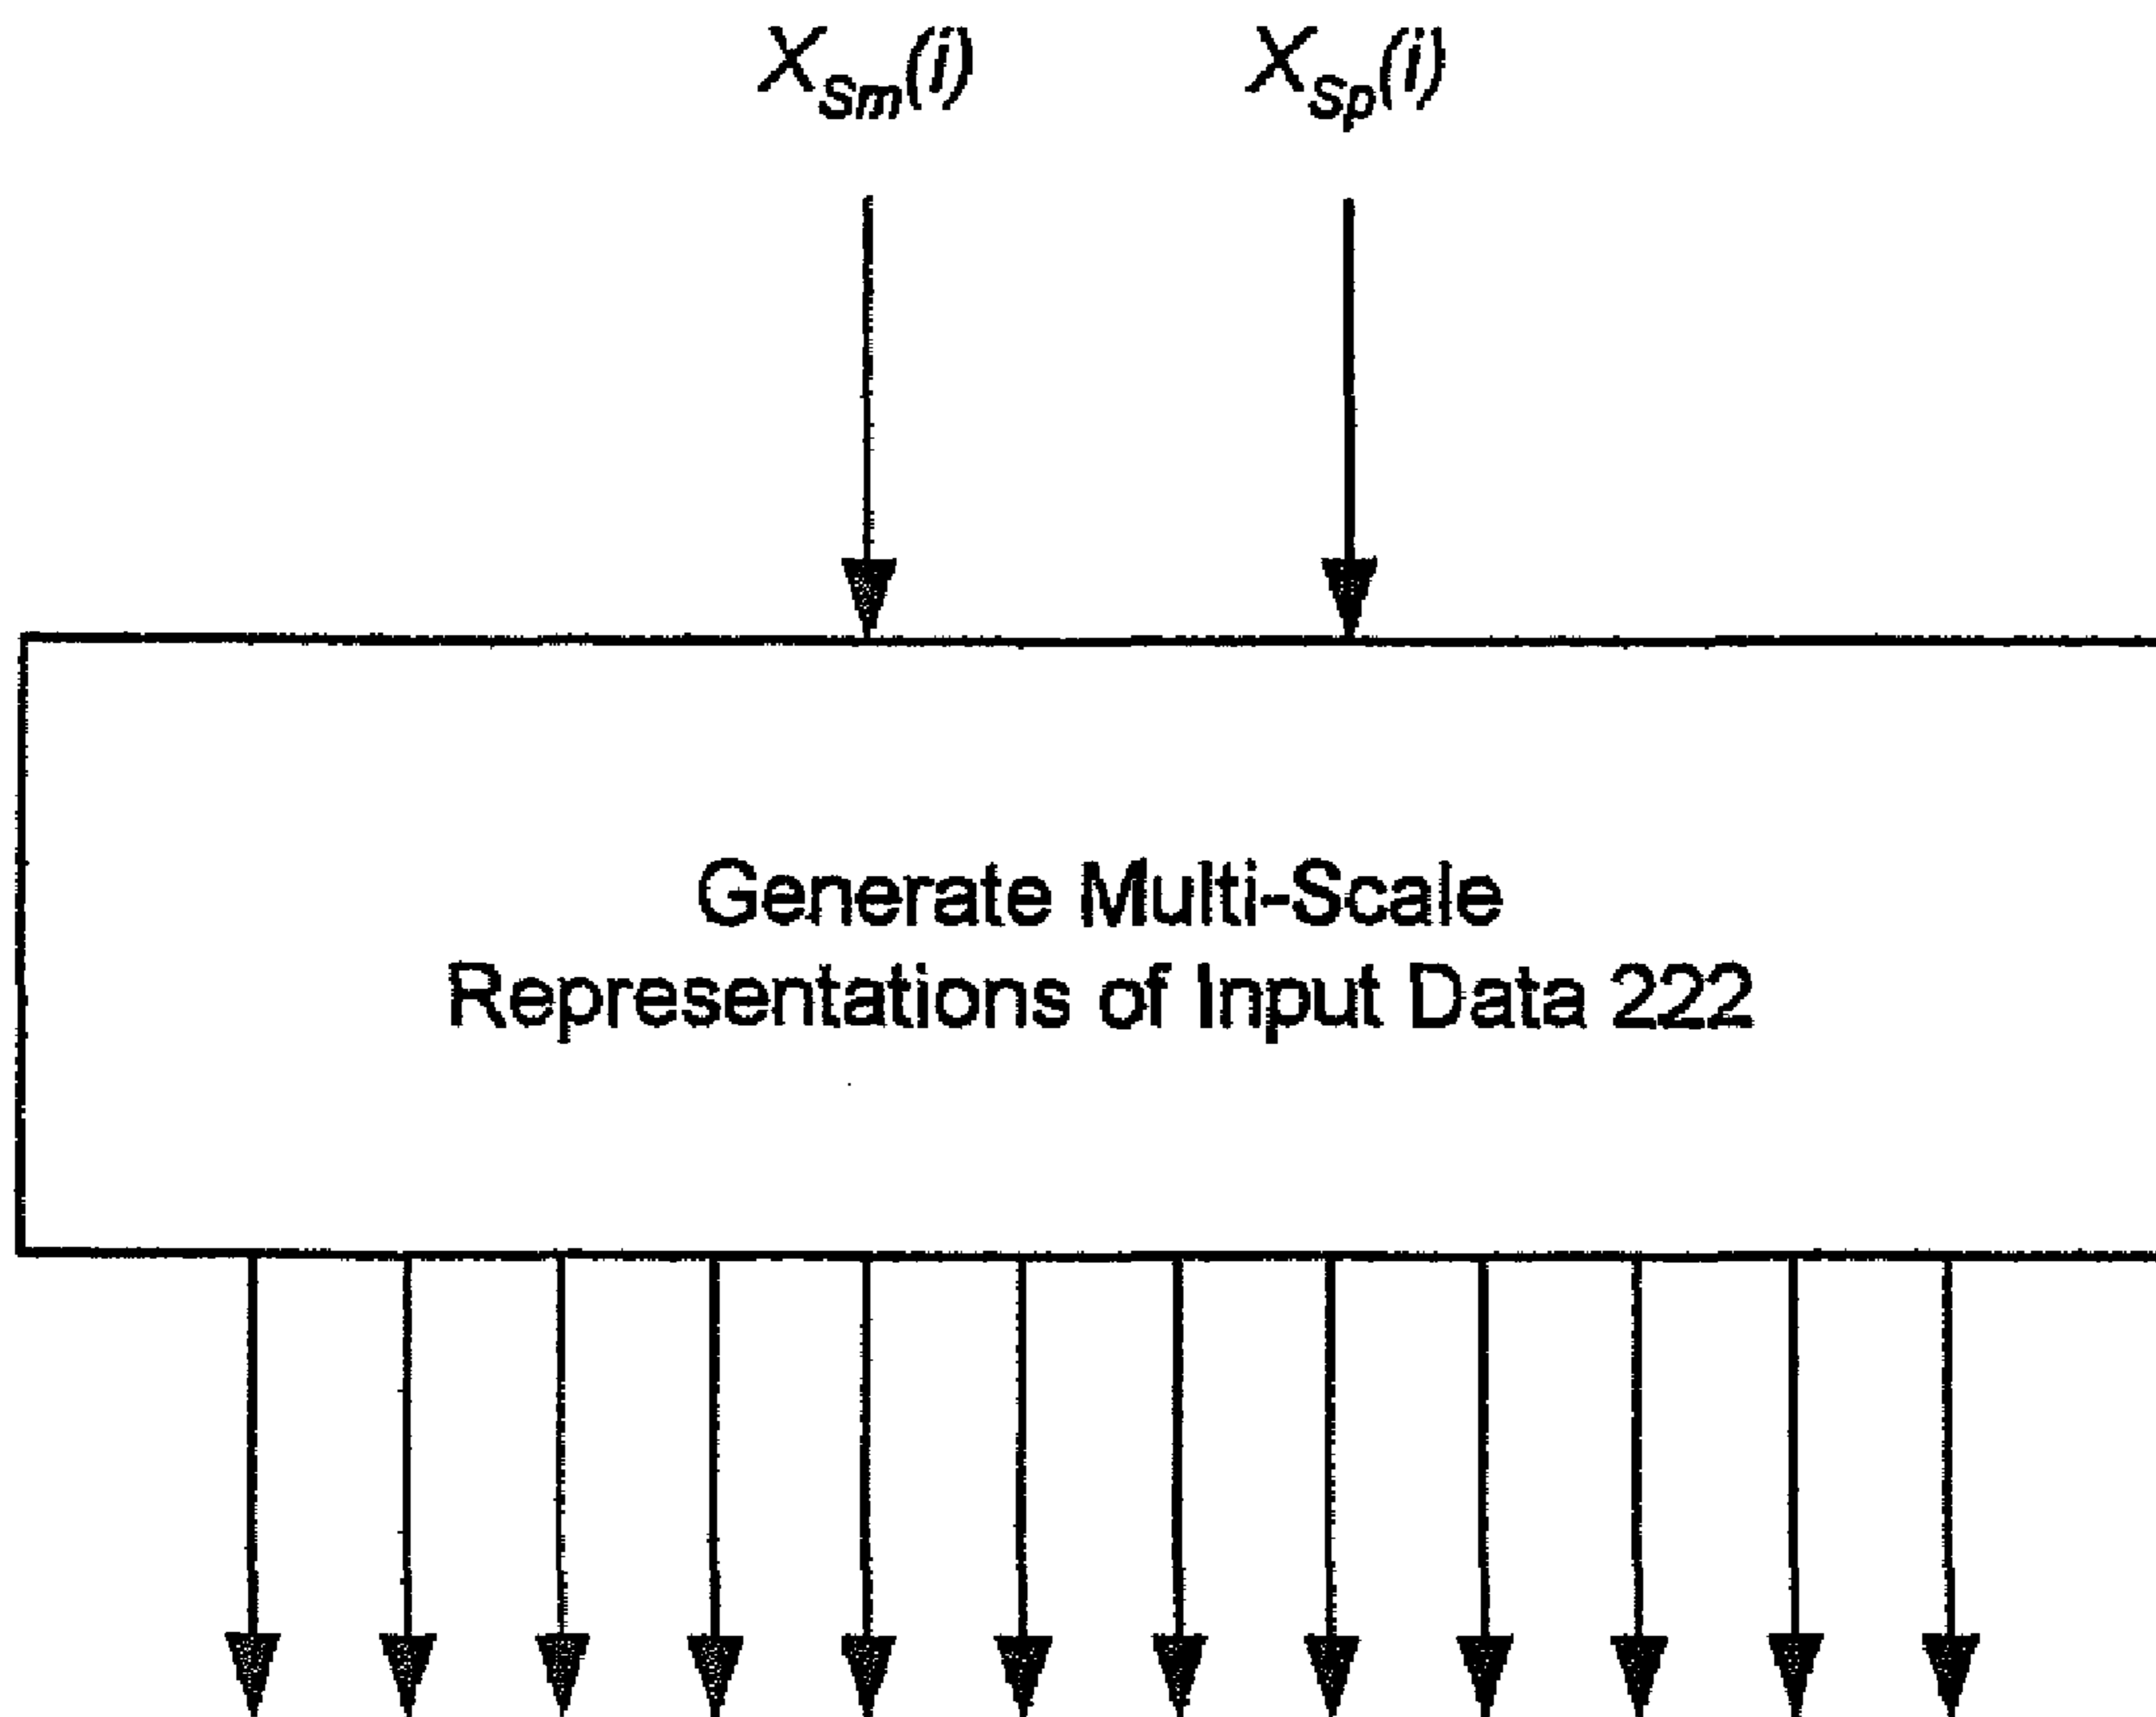 X_Sm(i) X_Sp(i)
Generate Multi-Scale
Representations of Input Data 222